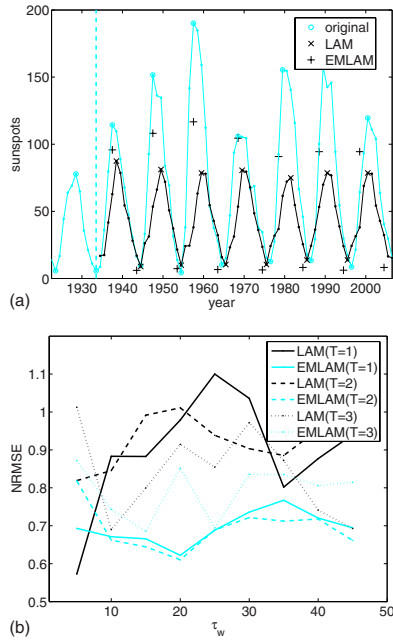 200
150
100
50
0
sunspots
original
LAM
EMLAM
1930 1940 1950 1960 1970 1980 1990 2000
year
(a)
1.1
1
0.9
0.8
0.7
0.6
0.5
NRMSE
LAM(T=1)
EMLAM(T=1)
LAM(T=2)
EMLAM(T=2)
LAM(T=3)
EMLAM(T=3)
10 20 30 40 50
τw
(b)